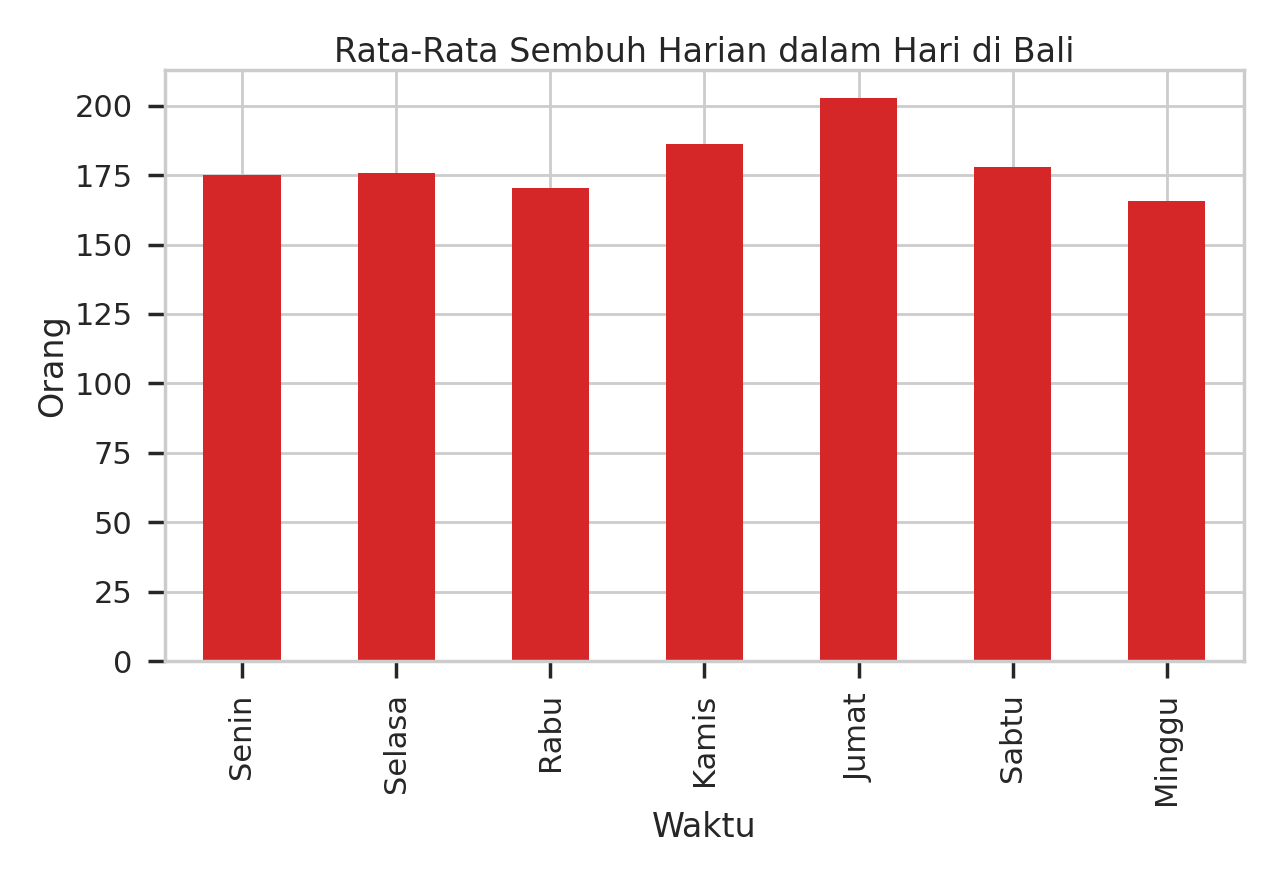 Rata-Rata Sembuh Harian dalam Hari di Bali
Orang
200
175
150
125
100
75
50
25
0
Senin
Selasa
Rabu
Kamis
Jumat
Sabtu
Minggu
Waktu